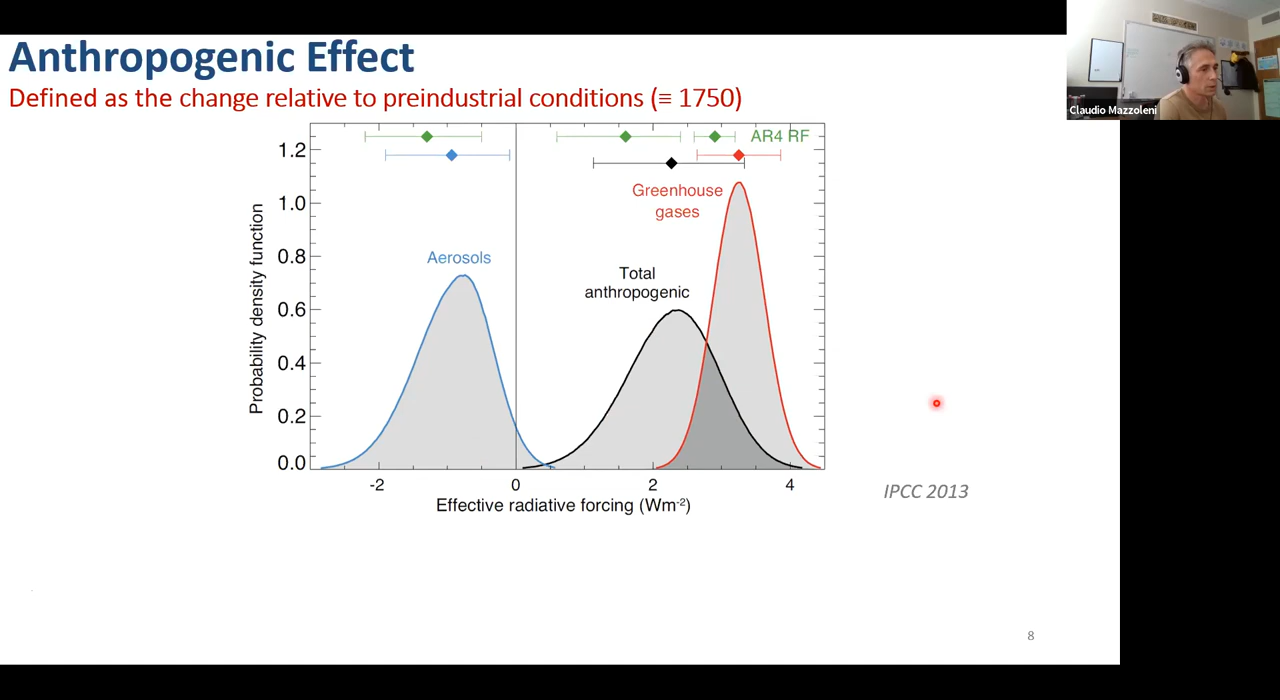 Anthropogenic Effect
Defined as the change relative to preindustrial conditions (≡ 1750)
Claudio Mazzoleni
AR4 RF
1.2
Greenhouse
gases
1.0
Aerosols
0.8
Total
anthropogenic
0.6
Probability density function
0.4
0.2
0.0
-2
0
2
4
Effective radiative forcing (Wm⁻²)
IPCC 2013
8